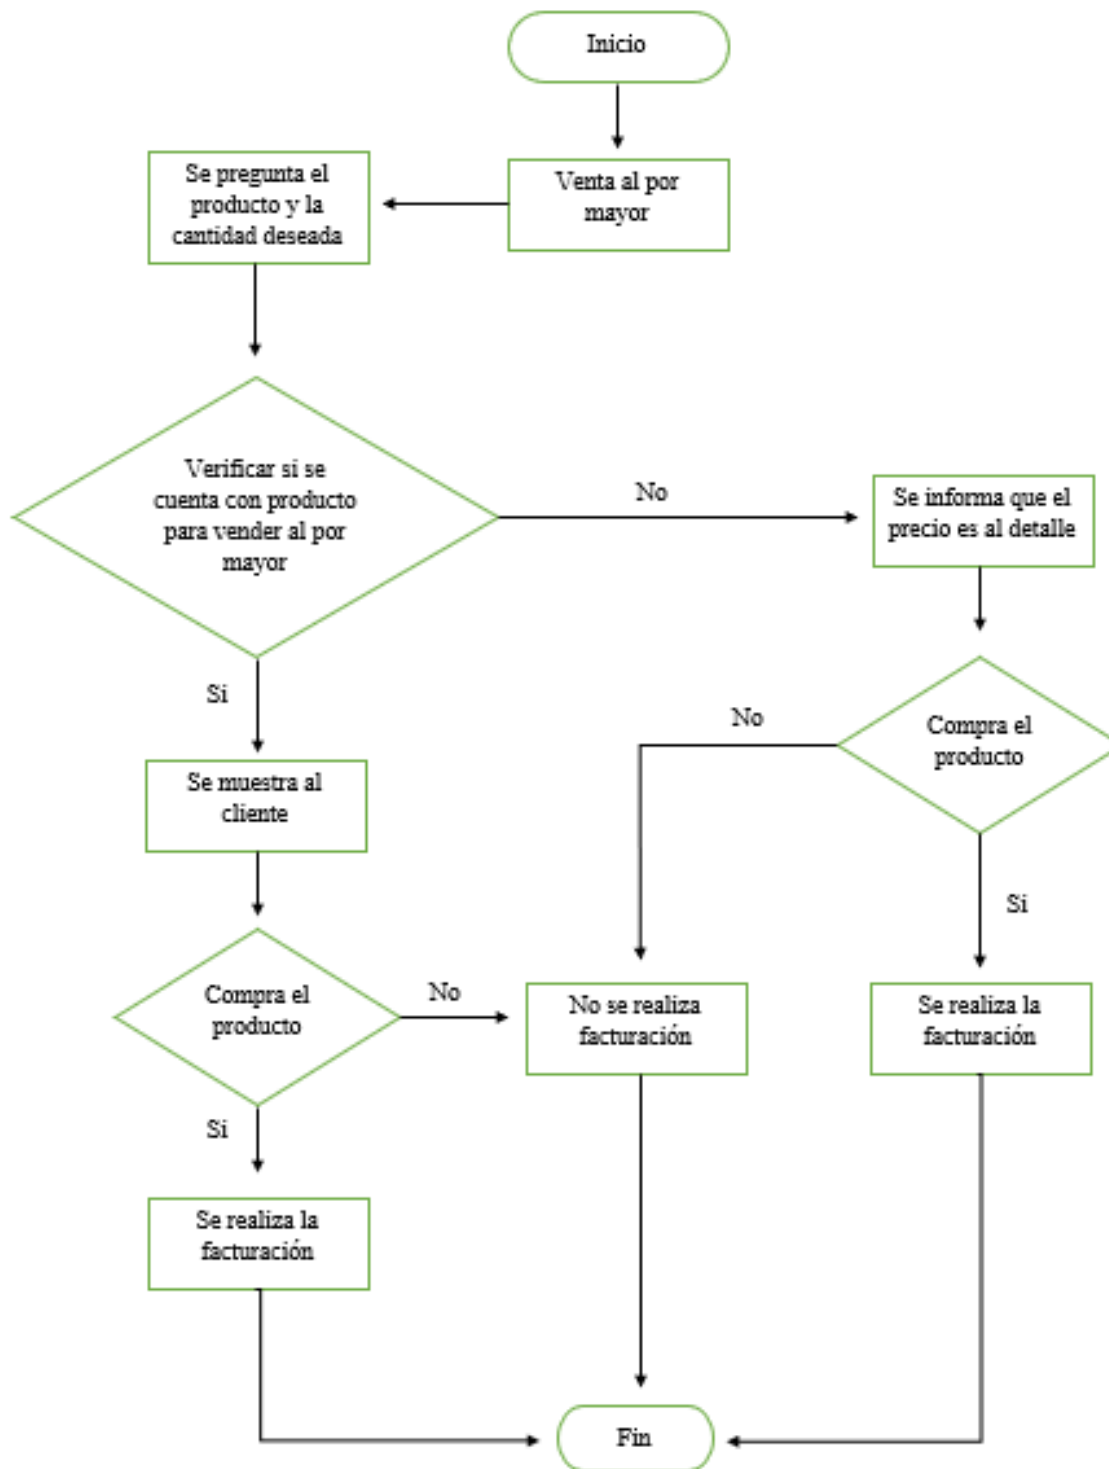 Inicio
Venta al por
mayor
Se pregunta el
producto y la
cantidad deseada
Verificar si se
cuenta con producto
para vender al por
mayor
No
Se informa que el
precio es al detalle
Si
No
Compra el
producto
Se muestra al
cliente
Si
Compra el
producto
No
No se realiza
facturación
Se realiza la
facturación
Si
Se realiza la
facturación
Fin